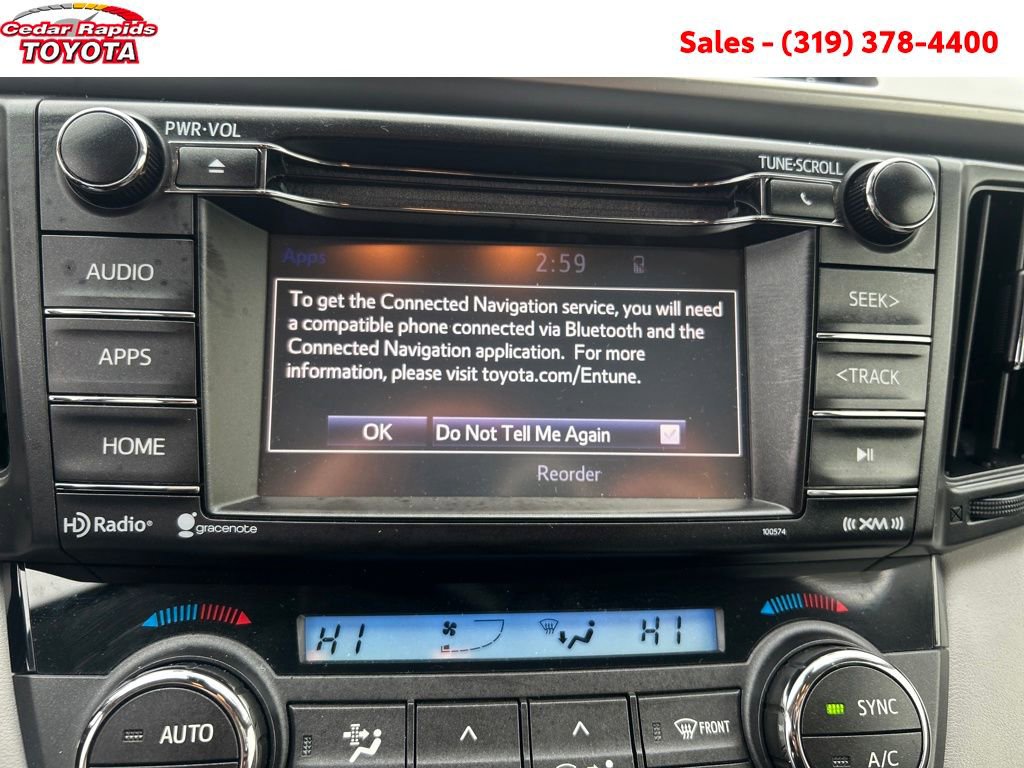 Cedar Rapids
TOYOTA
Sales - (319) 378-4400
PWR·VOL
TUNE·SCROLL
AUDIO
APPS
HOME
SEEK>
<TRACK
Apps
2:59
To get the Connected Navigation service, you will need
a compatible phone connected via Bluetooth and the
Connected Navigation application. For more
information, please visit toyota.com/Entune.
OK
Do Not Tell Me Again
Reorder
HD Radio®
gracenote
100574
((( XM )))
HI
HI
AUTO
FRONT
SYNC
A/C